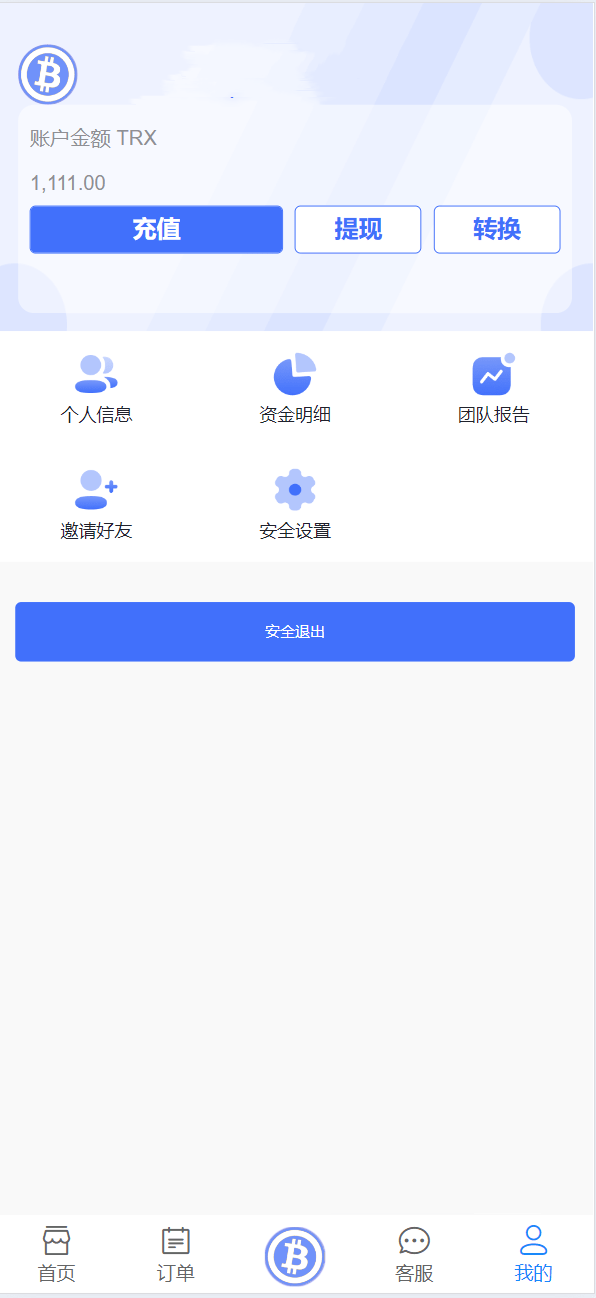 账户金额 TRX
1,111.00
充值 提现 转换
个人信息 资金明细 团队报告
邀请好友 安全设置
安全退出
首页 订单 客服 我的